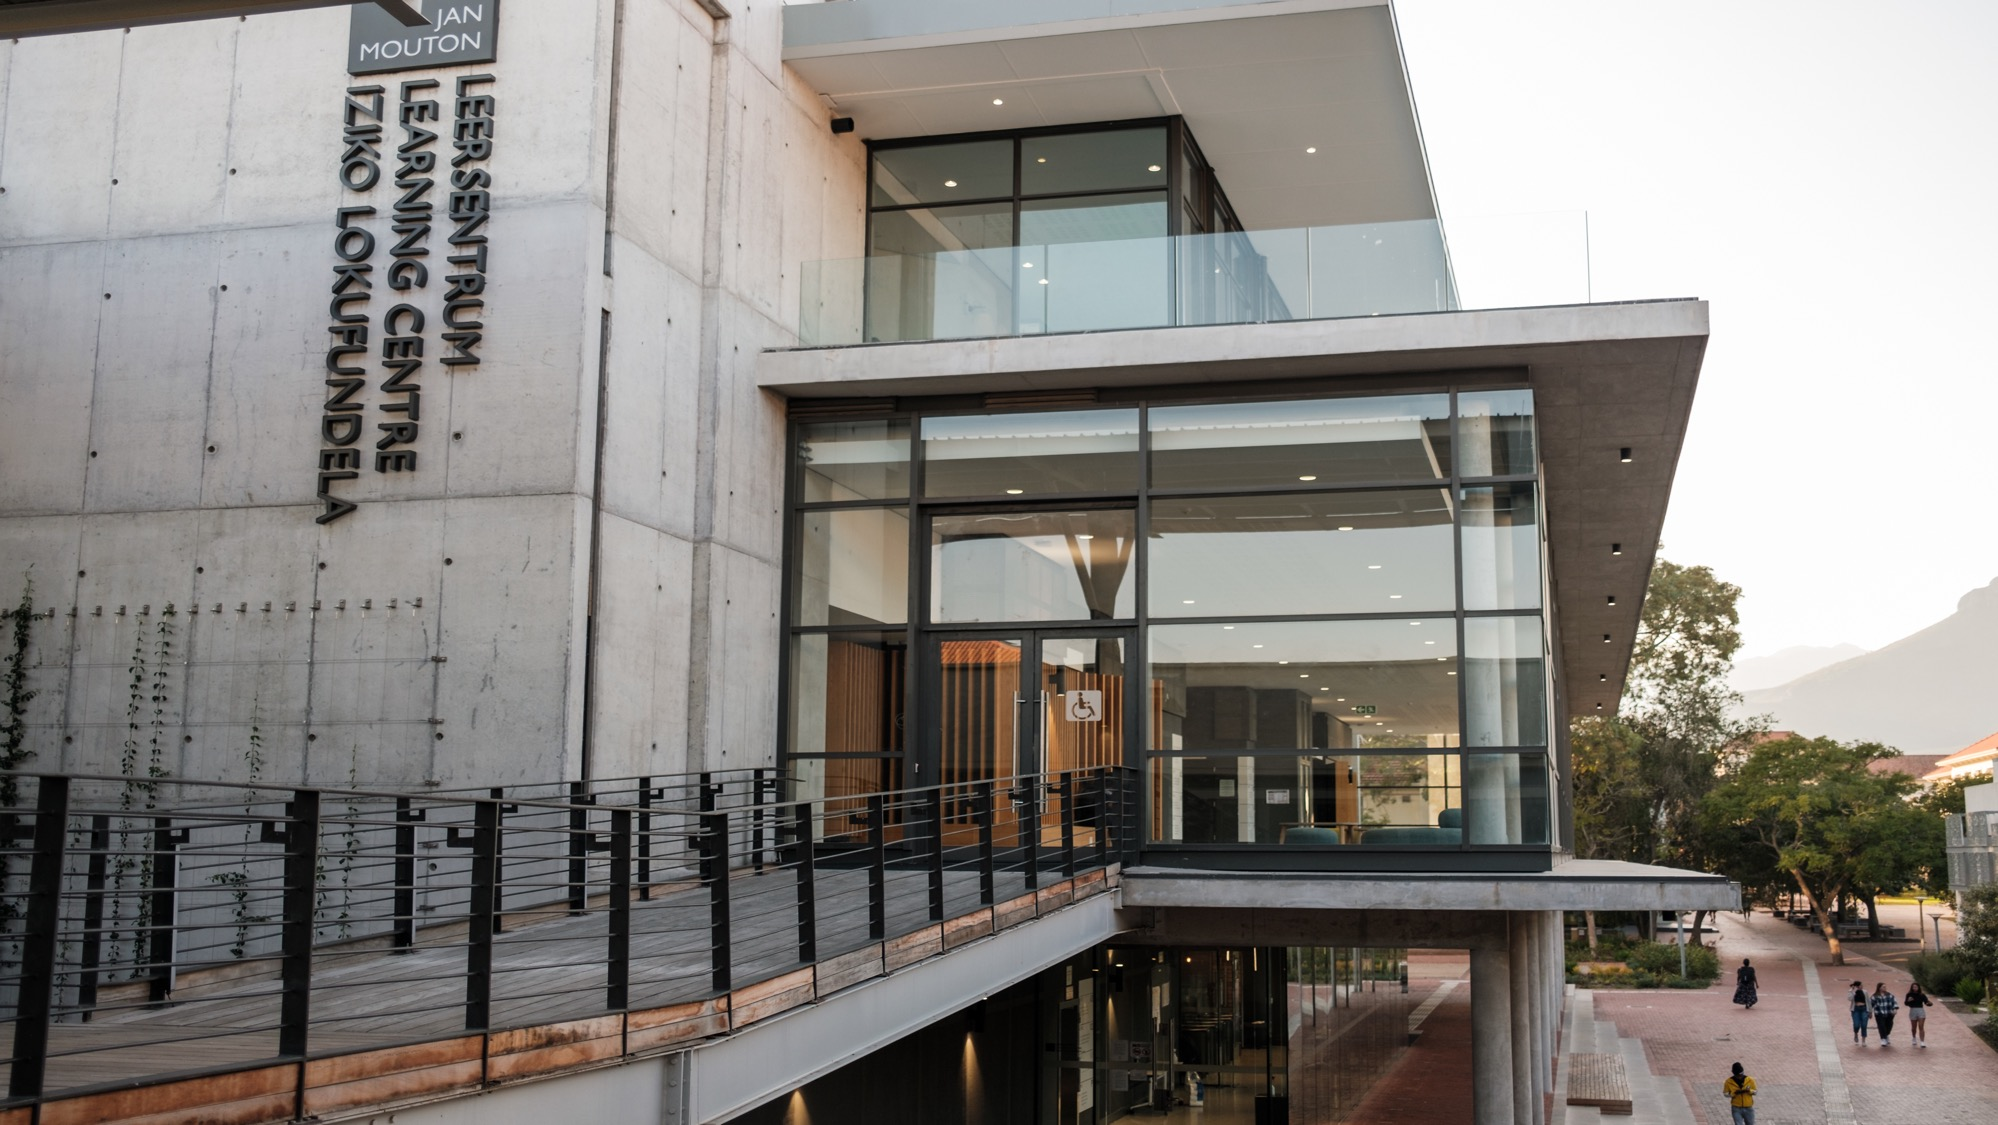 JAN
MOUTON
LEERSENTRUM
LEARNING CENTRE
IZIKO LOKUFUNDELA